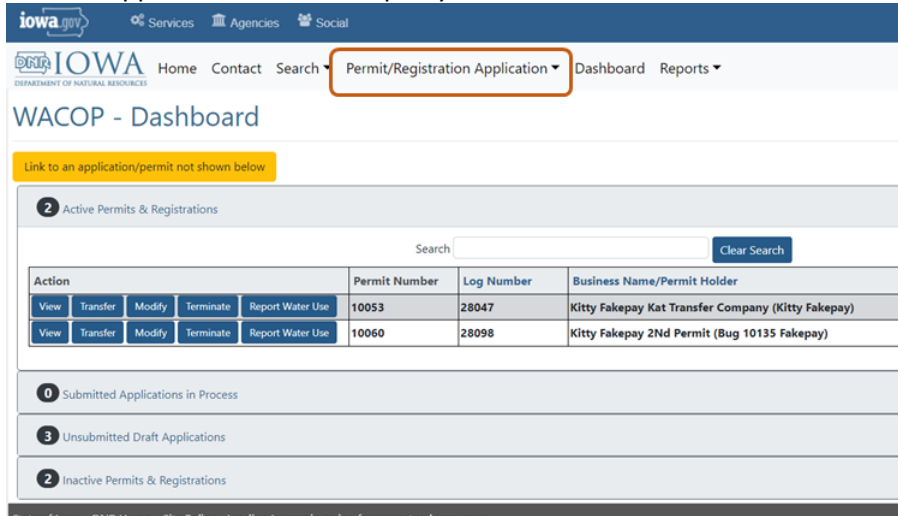 iowa.gov Services Agencies Social
DNR IOWA Home Contact Search Permit/Registration Application Dashboard Reports
DEPARTMENT OF NATURAL RESOURCES
WACOP - Dashboard
Link to an application/permit not shown below
2 Active Permits & Registrations
Search Clear Search
Action Permit Number Log Number Business Name/Permit Holder
View Transfer Modify Terminate Report Water Use 10053 28047 Kitty Fakepay Kat Transfer Company (Kitty Fakepay)
View Transfer Modify Terminate Report Water Use 10060 28098 Kitty Fakepay 2Nd Permit (Bug 10135 Fakepay)
0 Submitted Applications in Process
3 Unsubmitted Draft Applications
2 Inactive Permits & Registrations